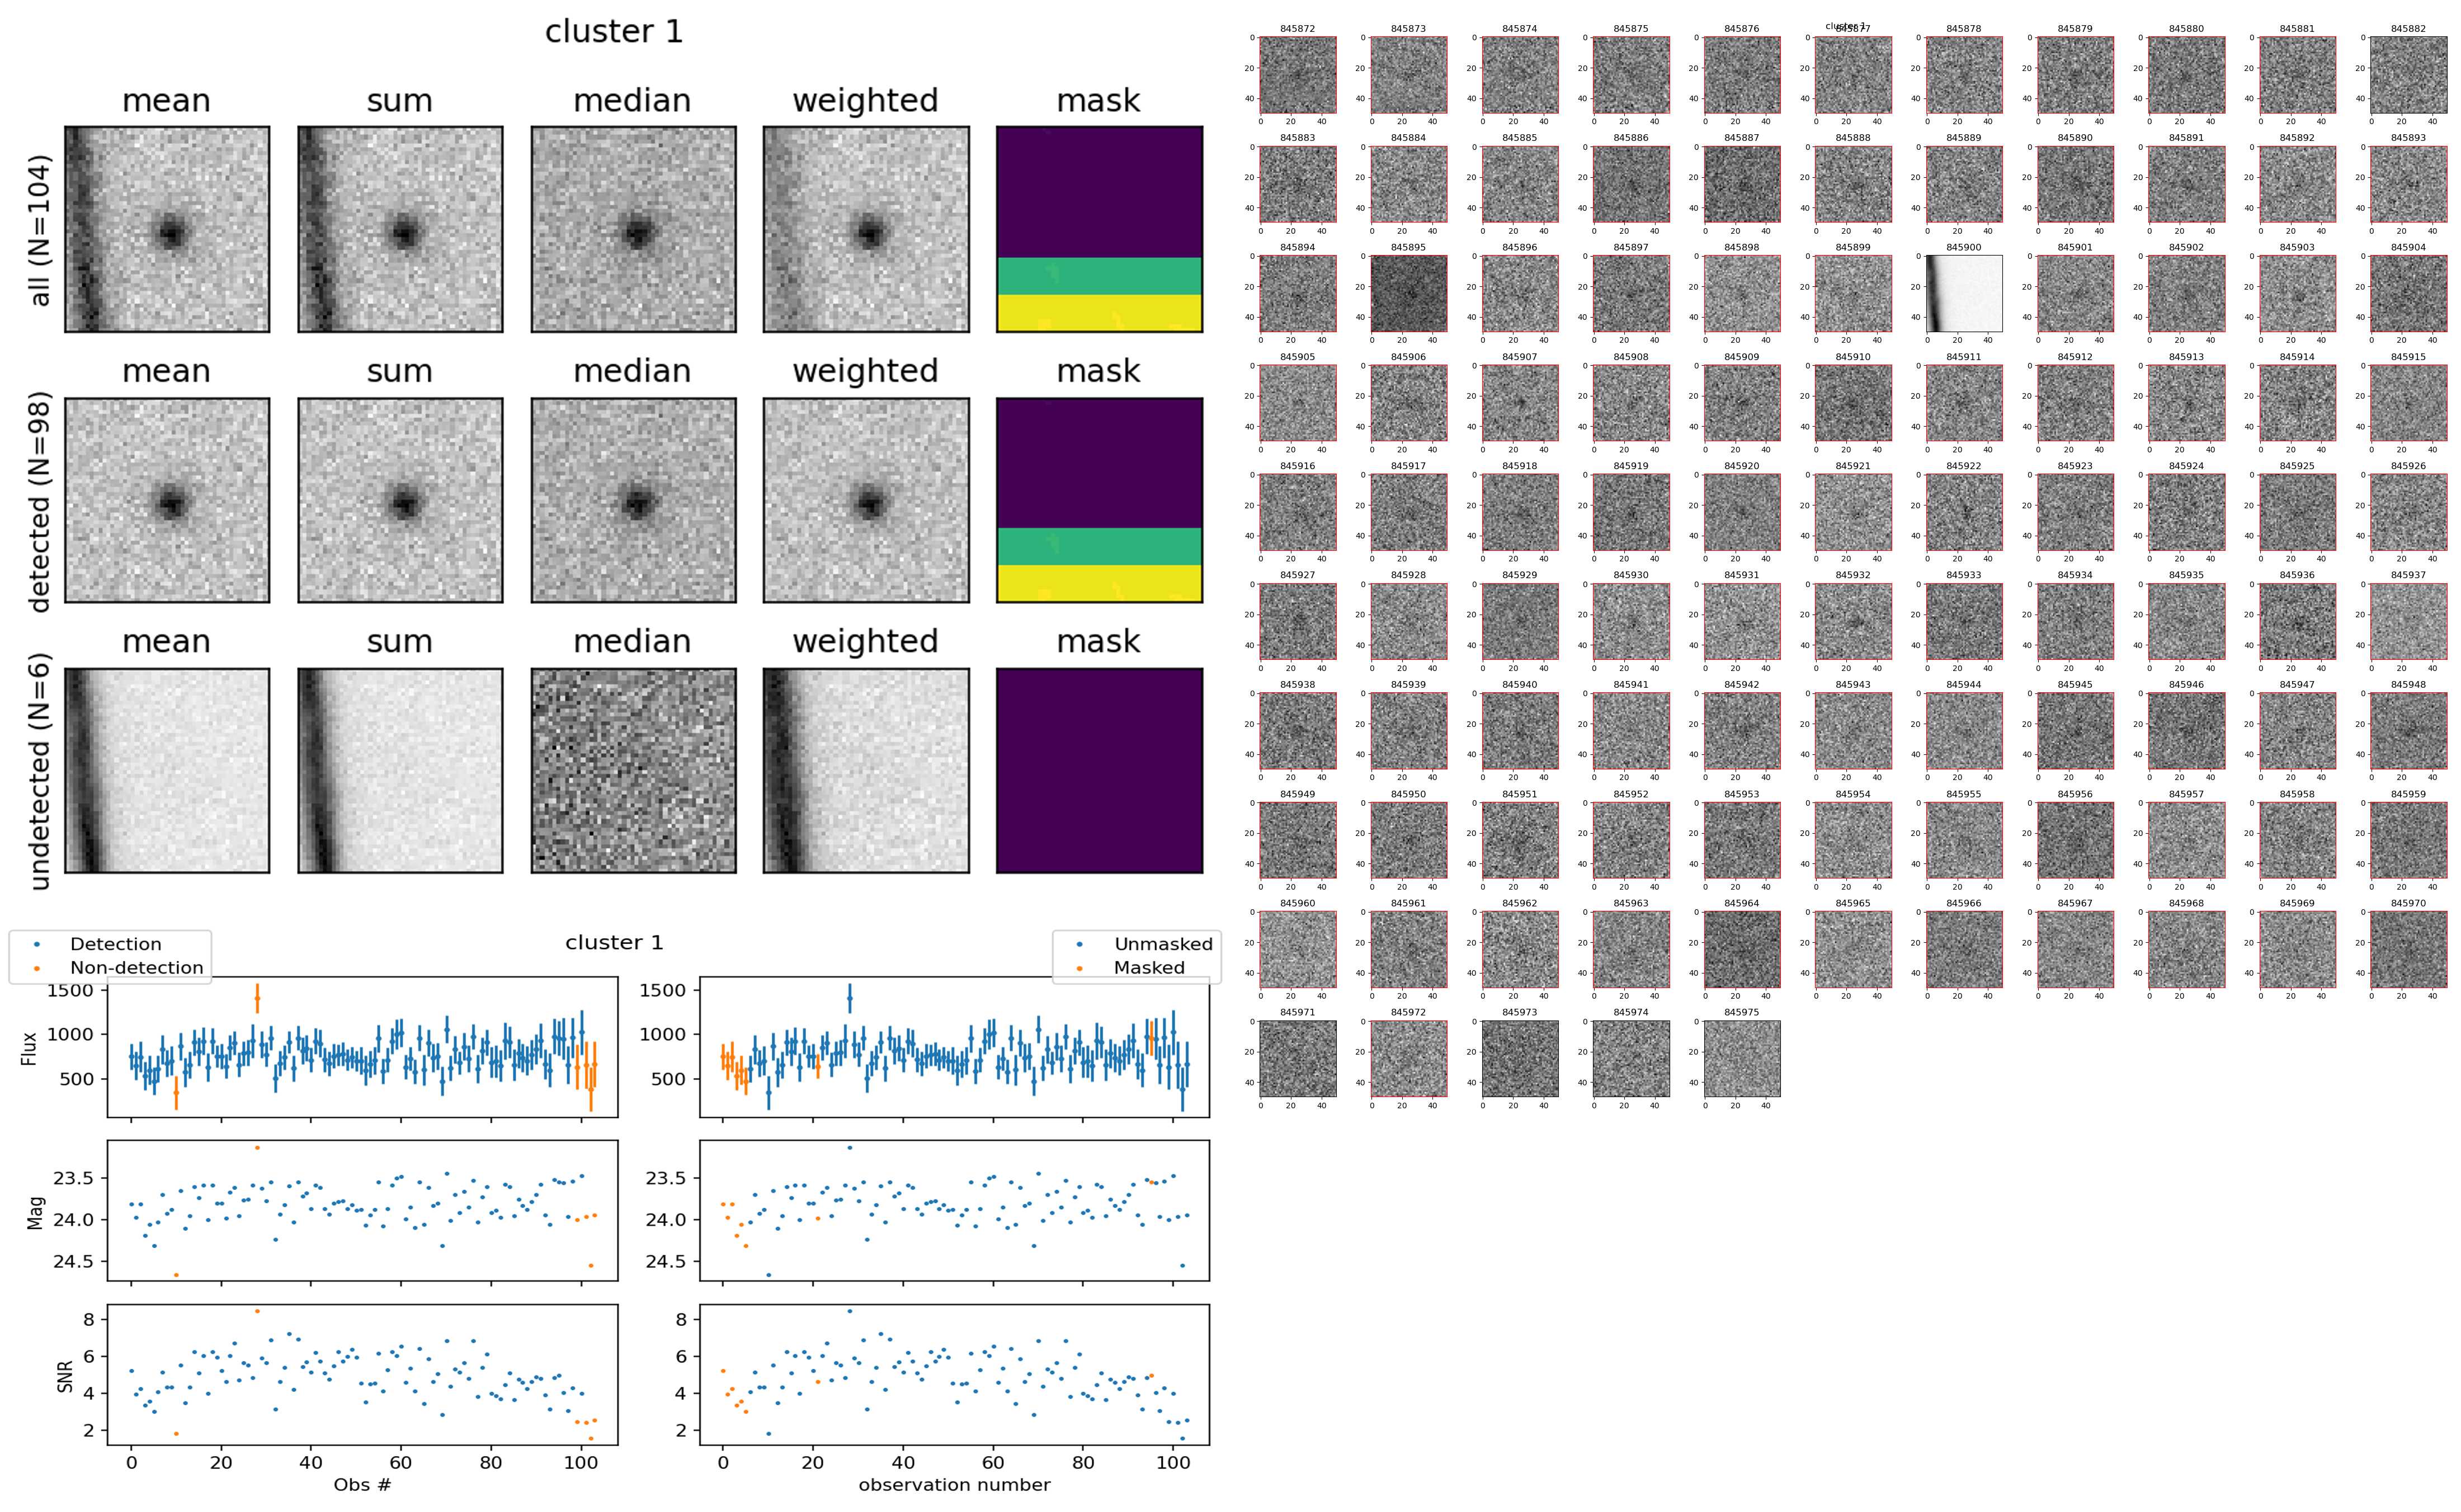 cluster 1
mean sum median weighted mask
all (N=104)
mean sum median weighted mask
detected (N=98)
mean sum median weighted mask
undetected (N=6)
cluster 1
Detection
Non-detection
Unmasked
Masked
Flux
1500
1000
500
1500
1000
500
Mag
23.5
24.0
24.5
23.5
24.0
24.5
SNR
8
6
4
2
8
6
4
2
0 20 40 60 80 100
Obs #
0 20 40 60 80 100
observation number
cluster 1
845872 845873 845874 845875 845876 845877 845878 845879 845880 845881 845882
845883 845884 845885 845886 845887 845888 845889 845890 845891 845892 845893
845894 845895 845896 845897 845898 845899 845900 845901 845902 845903 845904
845905 845906 845907 845908 845909 845910 845911 845912 845913 845914 845915
845916 845917 845918 845919 845920 845921 845922 845923 845924 845925 845926
845927 845928 845929 845930 845931 845932 845933 845934 845935 845936 845937
845938 845939 845940 845941 845942 845943 845944 845945 845946 845947 845948
845949 845950 845951 845952 845953 845954 845955 845956 845957 845958 845959
845960 845961 845962 845963 845964 845965 845966 845967 845968 845969 845970
845971 845972 845973 845974 845975
0 20 40